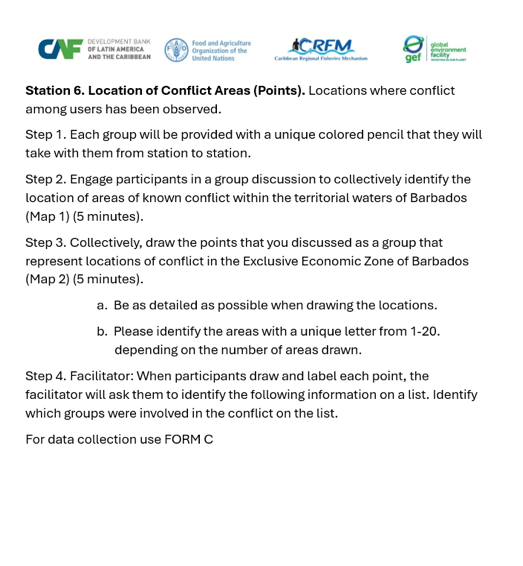 CAF DEVELOPMENT BANK
OF LATIN AMERICA
AND THE CARIBBEAN
FAO Food and Agriculture
Organization of the
United Nations
CRFM
Caribbean Regional Fisheries Mechanism
gef global
environment
facility
INVESTING IN OUR PLANET
Station 6. Location of Conflict Areas (Points). Locations where conflict
among users has been observed.
Step 1. Each group will be provided with a unique colored pencil that they will
take with them from station to station.
Step 2. Engage participants in a group discussion to collectively identify the
location of areas of known conflict within the territorial waters of Barbados
(Map 1) (5 minutes).
Step 3. Collectively, draw the points that you discussed as a group that
represent locations of conflict in the Exclusive Economic Zone of Barbados
(Map 2) (5 minutes).
a. Be as detailed as possible when drawing the locations.
b. Please identify the areas with a unique letter from 1-20.
depending on the number of areas drawn.
Step 4. Facilitator: When participants draw and label each point, the
facilitator will ask them to identify the following information on a list. Identify
which groups were involved in the conflict on the list.
For data collection use FORM C